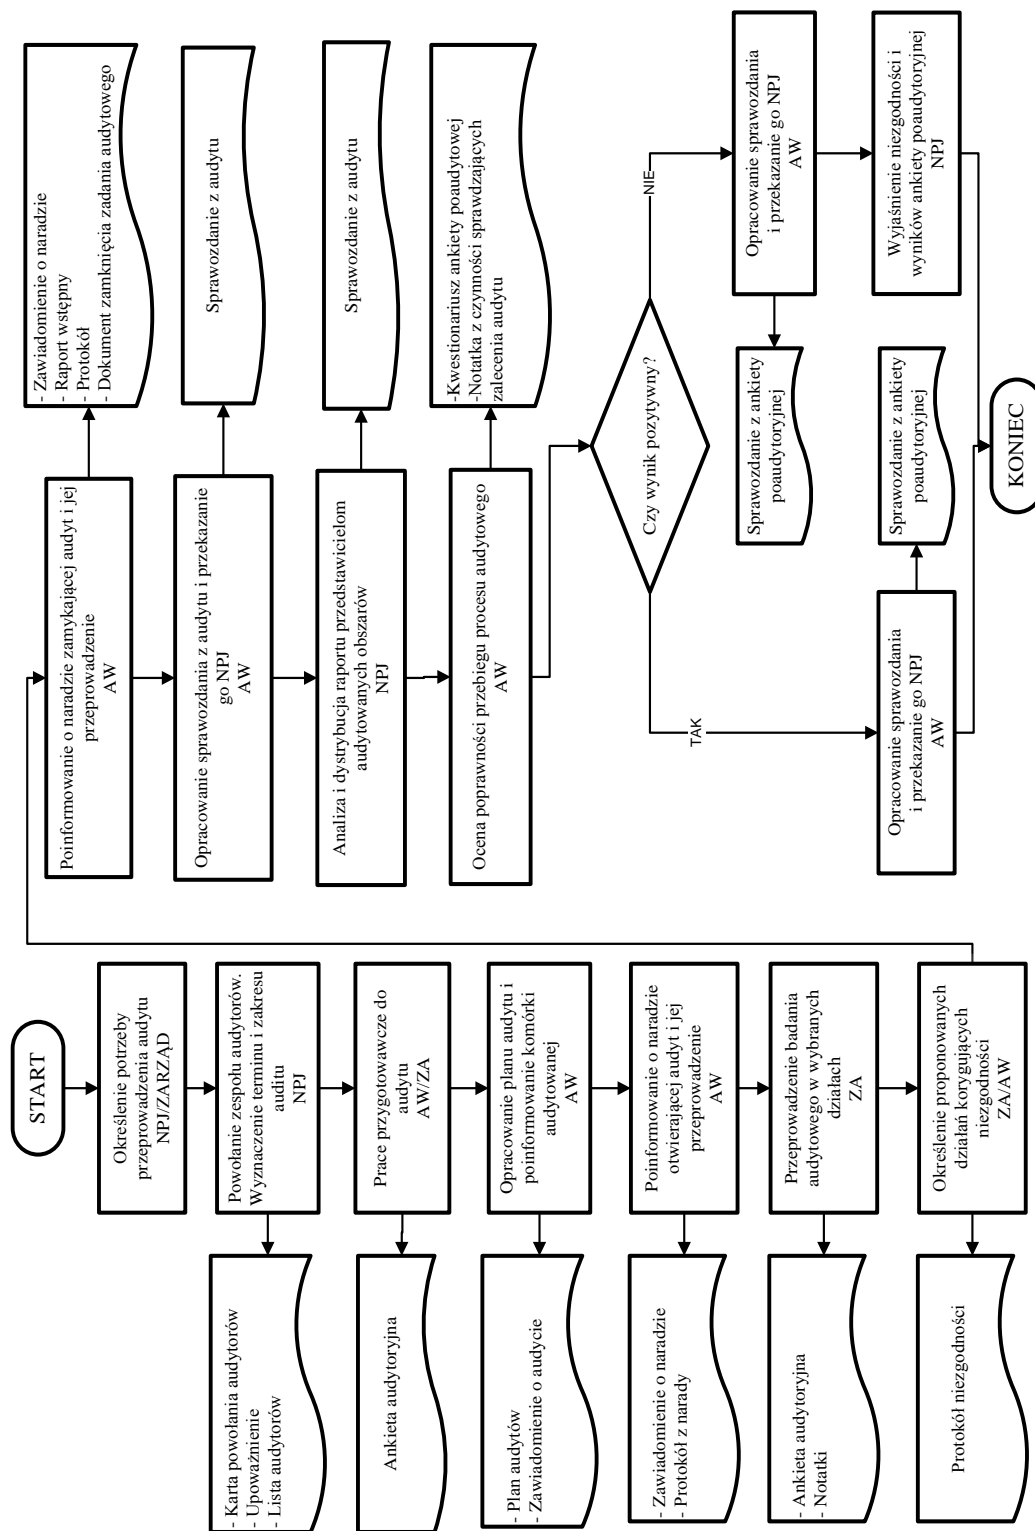 START
Określenie potrzeby
przeprowadzenia audytu
NPJ/ZARZĄD
Powołanie zespołu audytorów.
Wyznaczenie terminu i zakresu
auditu
NPJ
- Karta powołania audytorów
- Upoważnienie
- Lista audytorów
Prace przygotowawcze do
audytu
AW/ZA
Ankieta audytoryjna
Opracowanie planu audytu i
poinformowanie komórki
audytowanej
AW
- Plan audytów
- Zawiadomienie o audycie
Poinformowanie o naradzie
otwierającej audyt i jej
przeprowadzenie
AW
- Zawiadomienie o naradzie
- Protokół z narady
Przeprowadzenie badania
audytowego w wybranych
działach
ZA
- Ankieta audytoryjna
- Notatki
Określenie proponowanych
działań korygujących
niezgodności
ZA/AW
Protokół niezgodności
Poinformowanie o naradzie zamykającej audyt i jej
przeprowadzenie
AW
- Zawiadomienie o naradzie
- Raport wstępny
- Protokół
- Dokument zamknięcia zadania audytowego
Opracowanie sprawozdania z audytu i przekazanie
go NPJ
AW
Sprawozdanie z audytu
Analiza i dystrybucja raportu przedstawicielom
audytowanych obszarów
NPJ
Sprawozdanie z audytu
Ocena poprawności przebiegu procesu audytowego
AW
-Kwestionariusz ankiety poaudytowej
-Notatka z czynności sprawdzających
zalecenia audytu
Czy wynik pozytywny?
TAK
NIE
Opracowanie sprawozdania
i przekazanie go NPJ
AW
Sprawozdanie z ankiety
poaudytoryjnej
Wyjaśnienie niezgodności i
wyników ankiety poaudytoryjnej
NPJ
Opracowanie sprawozdania
i przekazanie go NPJ
AW
Sprawozdanie z ankiety
poaudytoryjnej
KONIEC